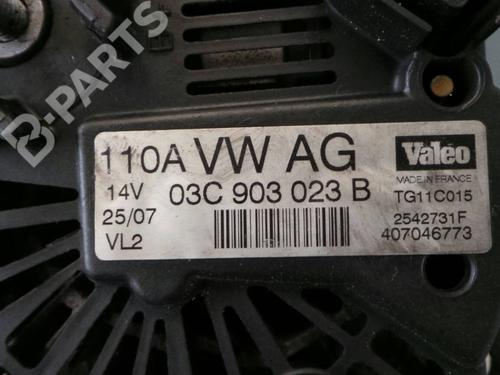 B-PARTS
110A VW AG
14V 03C 903 023 B
25/07
VL2
Valeo
MADE IN FRANCE
TG11C015
2542731F
407046773